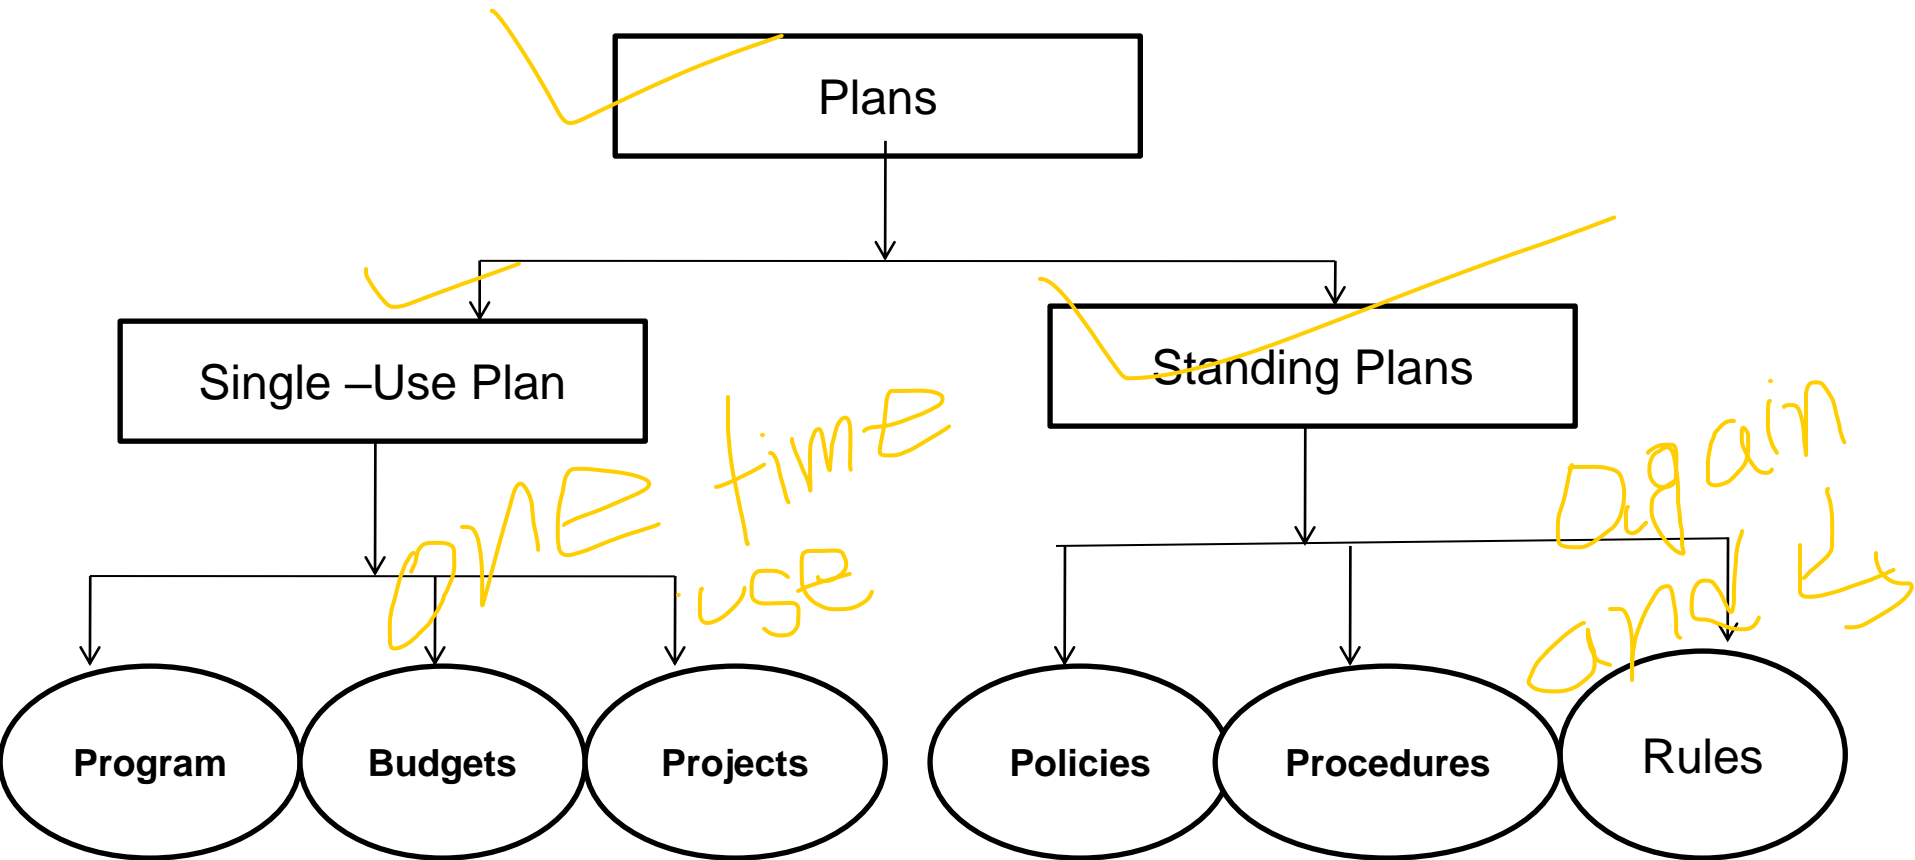 Plans
Single –Use Plan
Standing Plans
one time
use
again
and
Program
Budgets
Projects
Policies
Procedures
Rules